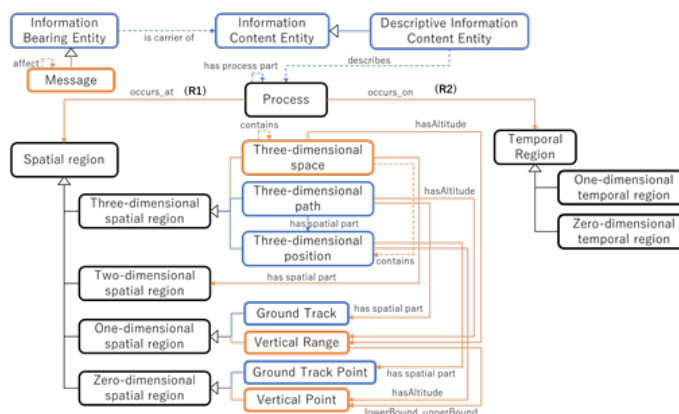 Information
Bearing Entity
is carrier of
Information
Content Entity
Descriptive Information
Content Entity
affect
Message
has process part
describes
Process
occurs_at (R1)
occurs_on (R2)
contains
hasAltitude
Spatial region
Three-dimensional
space
Temporal
Region
Three-dimensional
spatial region
Three-dimensional
path
hasAltitude
One-dimensional
temporal region
has spatial part
Three-dimensional
position
Zero-dimensional
temporal region
contains
Two-dimensional
spatial region
has spatial part
Ground Track
has spatial part
One-dimensional
spatial region
Vertical Range
Ground Track Point
has spatial part
Zero-dimensional
spatial region
hasAltitude
Vertical Point
lowerBound, upperBound